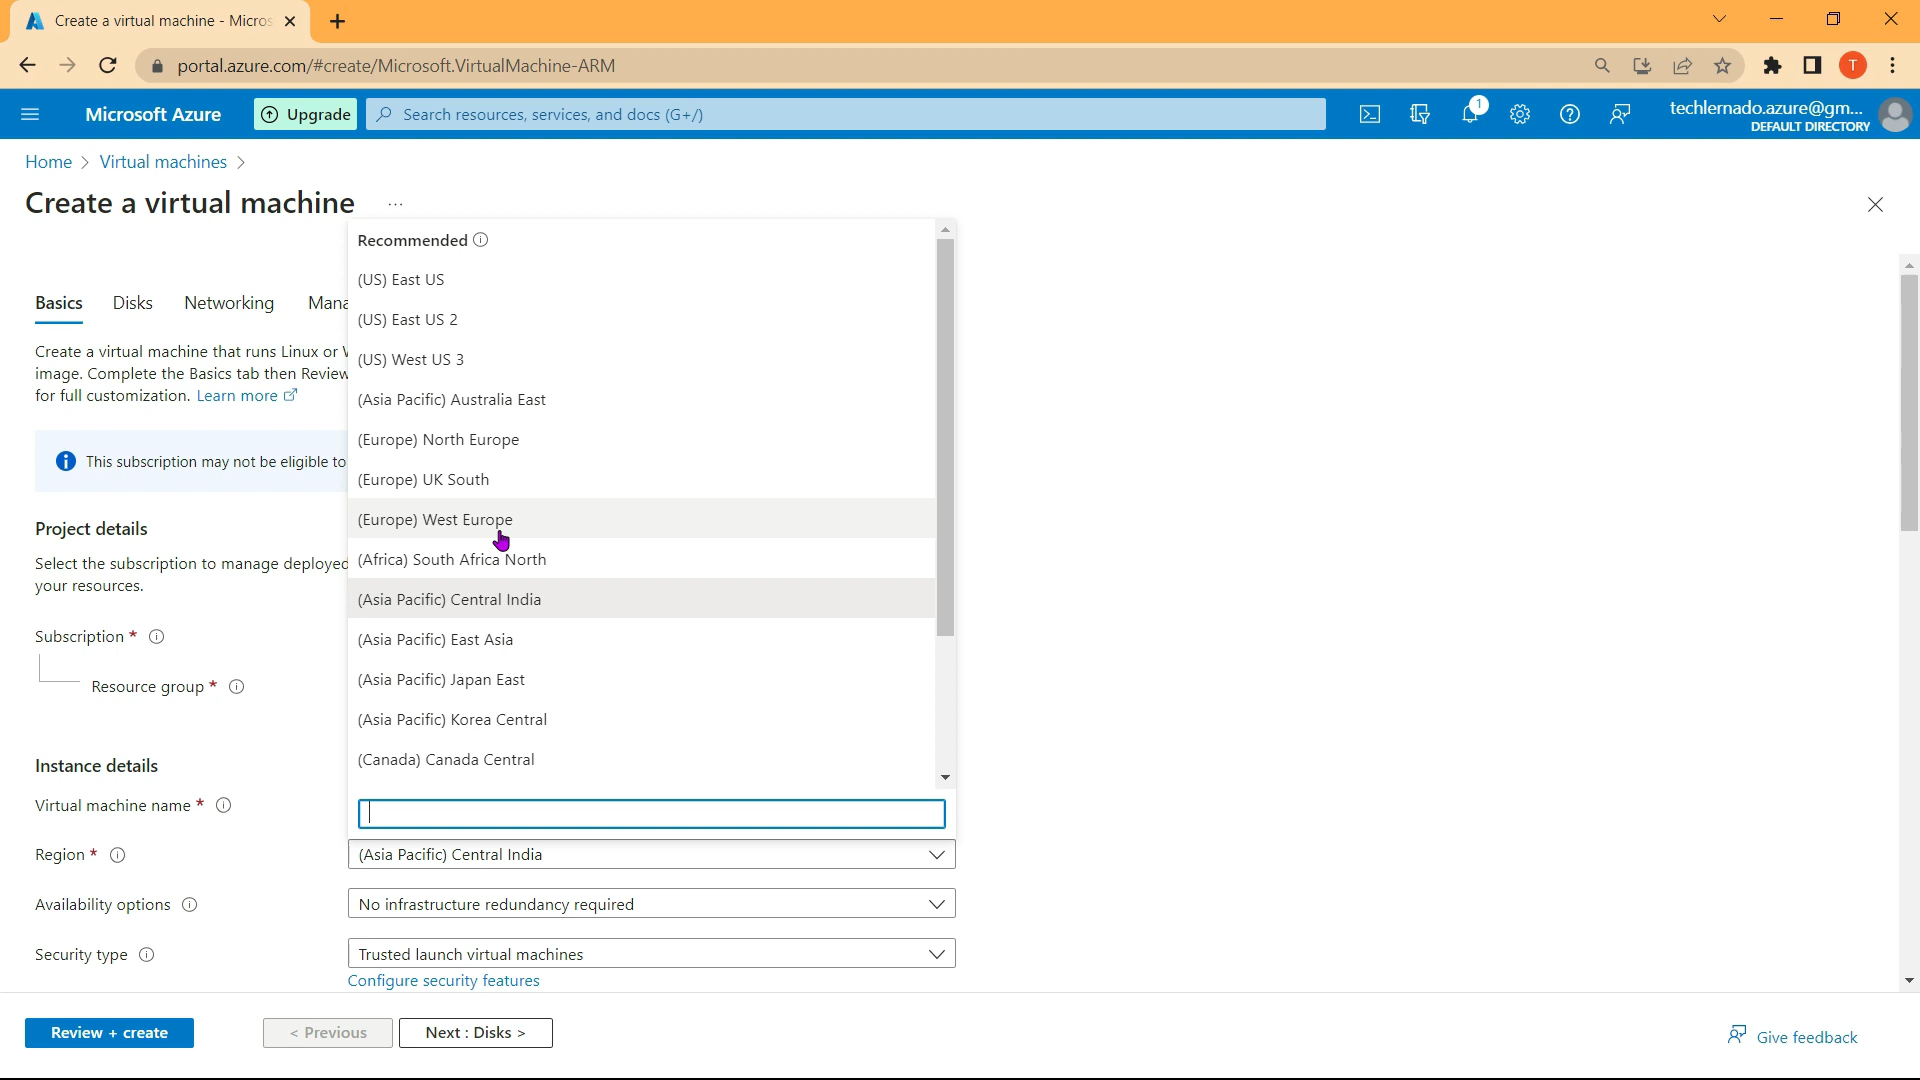 Create a virtual machine - Micros
portal.azure.com/#create/Microsoft.VirtualMachine-ARM
T
Microsoft Azure
Upgrade
Search resources, services, and docs (G+/)
1
techlernado.azure@gm...
DEFAULT DIRECTORY
Home > Virtual machines >
Create a virtual machine ...
Basics Disks Networking Mana
Create a virtual machine that runs Linux or
image. Complete the Basics tab then Review
for full customization. Learn more
This subscription may not be eligible to
Project details
Select the subscription to manage deployed
your resources.
Subscription *
Resource group *
Instance details
Virtual machine name *
Recommended
(US) East US
(US) East US 2
(US) West US 3
(Asia Pacific) Australia East
(Europe) North Europe
(Europe) UK South
(Europe) West Europe
(Africa) South Africa North
(Asia Pacific) Central India
(Asia Pacific) East Asia
(Asia Pacific) Japan East
(Asia Pacific) Korea Central
(Canada) Canada Central
Region * (Asia Pacific) Central India
Availability options No infrastructure redundancy required
Security type Trusted launch virtual machines
Configure security features
Review + create
< Previous
Next : Disks >
Give feedback